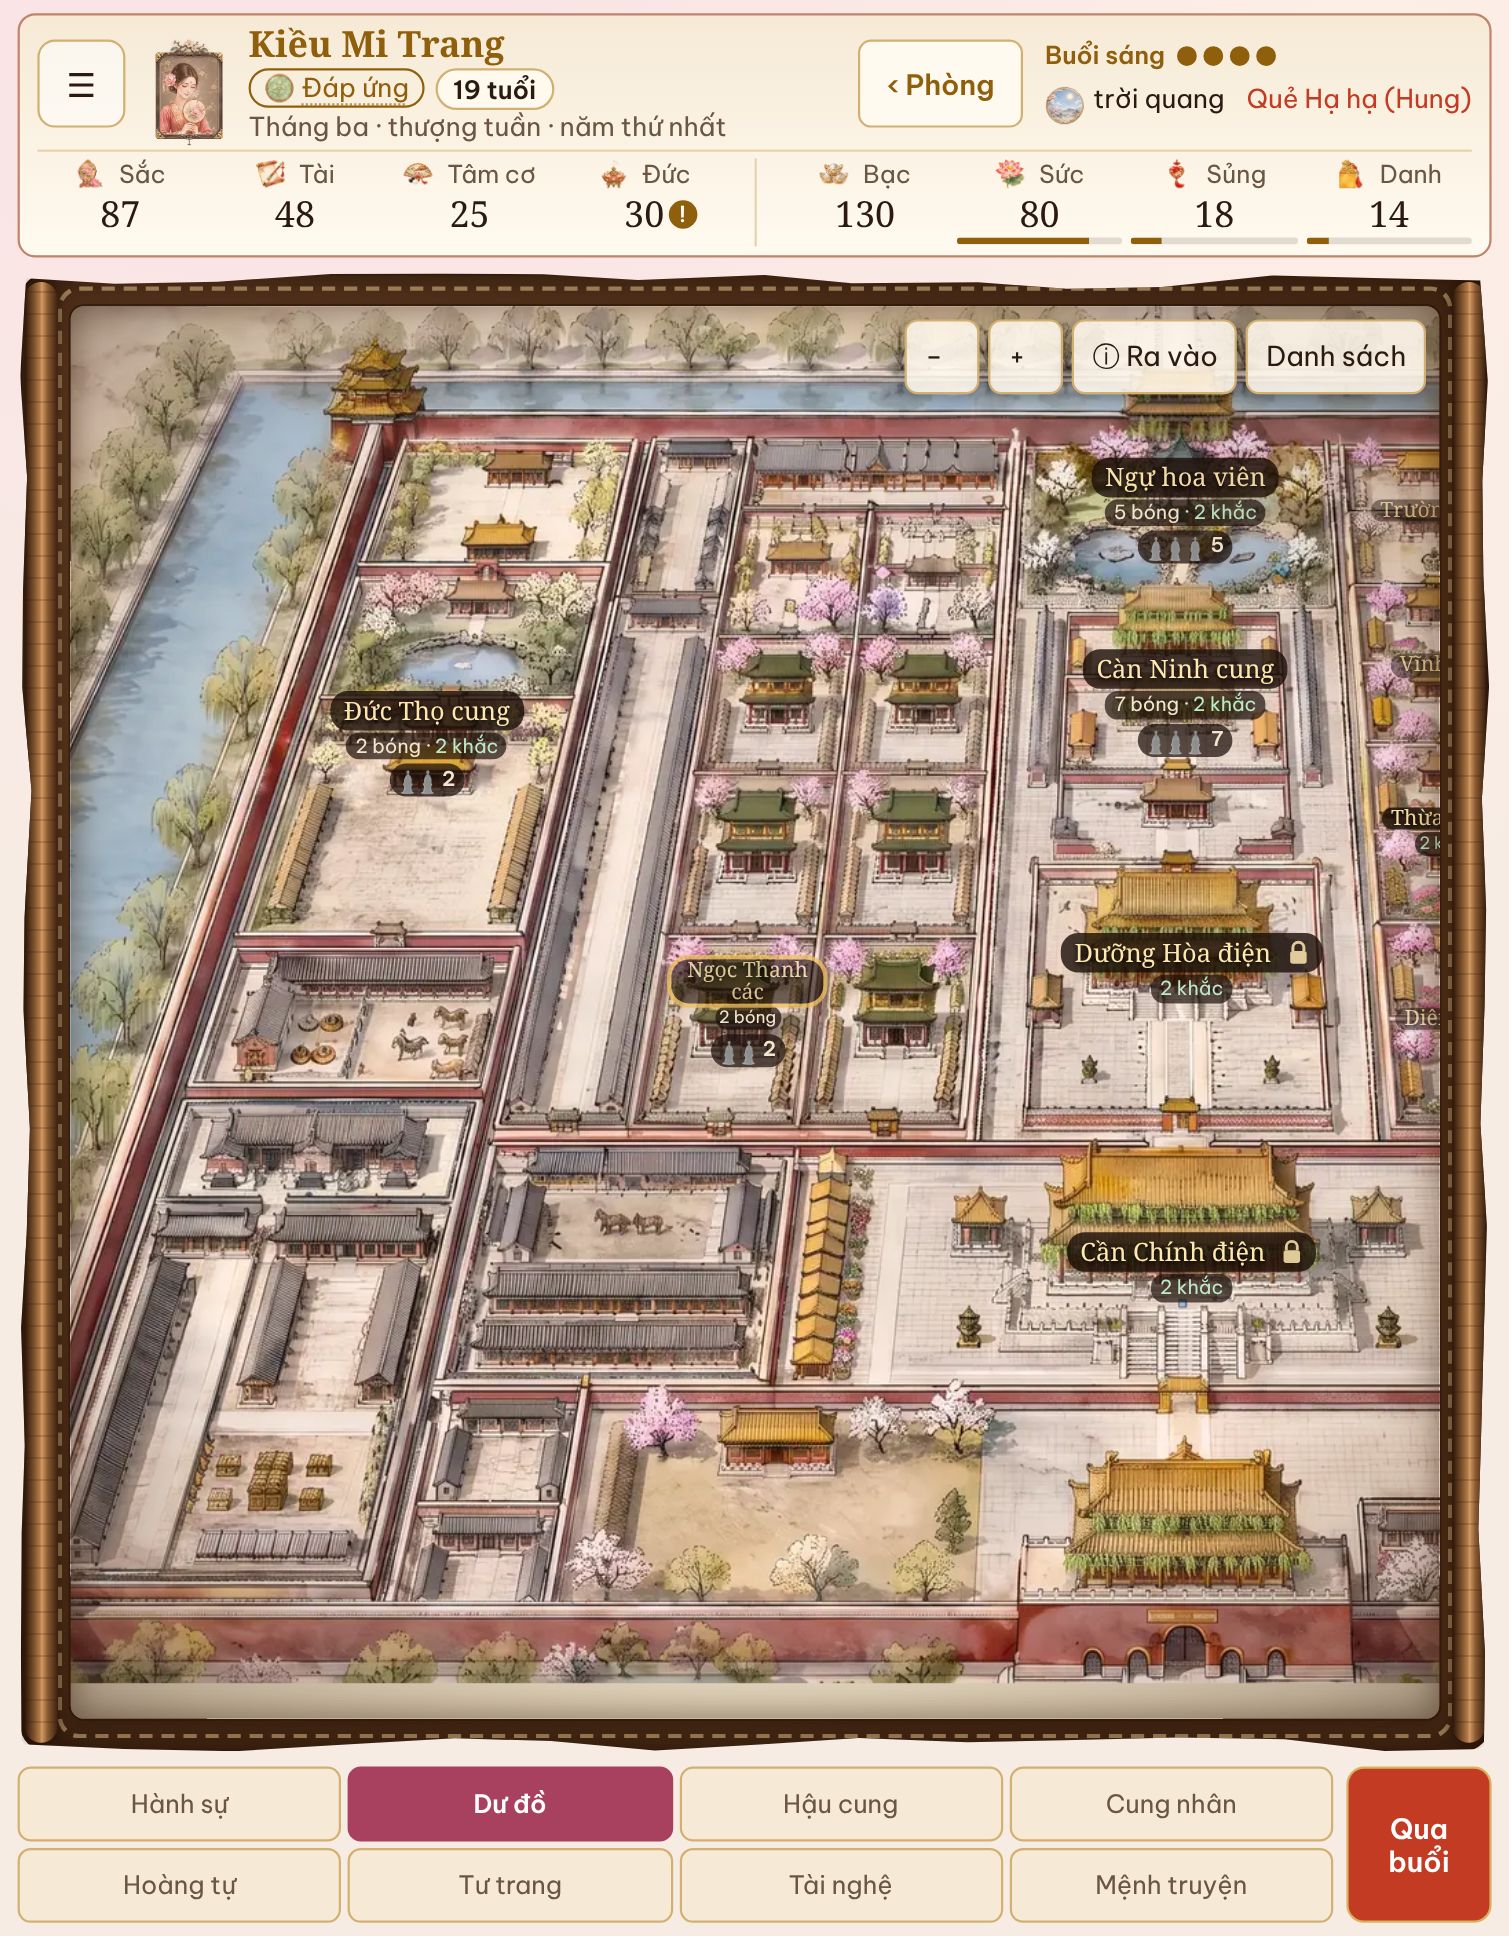 Kiều Mi Trang
Đáp ứng
19 tuổi
Tháng ba · thượng tuần · năm thứ nhất
‹ Phòng
Buổi sáng
trời quang
Quẻ Hạ hạ (Hung)
Sắc
87
Tài
48
Tâm cơ
25
Đức
30 !
Bạc
130
Sức
80
Sủng
18
Danh
14
−
+
ⓘ Ra vào
Danh sách
Ngự hoa viên
5 bóng · 2 khắc
5
Càn Ninh cung
7 bóng · 2 khắc
7
Đức Thọ cung
2 bóng · 2 khắc
2
Dưỡng Hòa điện
2 khắc
Ngọc Thanh
các
2 bóng
2
Cần Chính điện
2 khắc
Hành sự
Dư đồ
Hậu cung
Cung nhân
Hoàng tự
Tư trang
Tài nghệ
Mệnh truyện
Qua
buổi